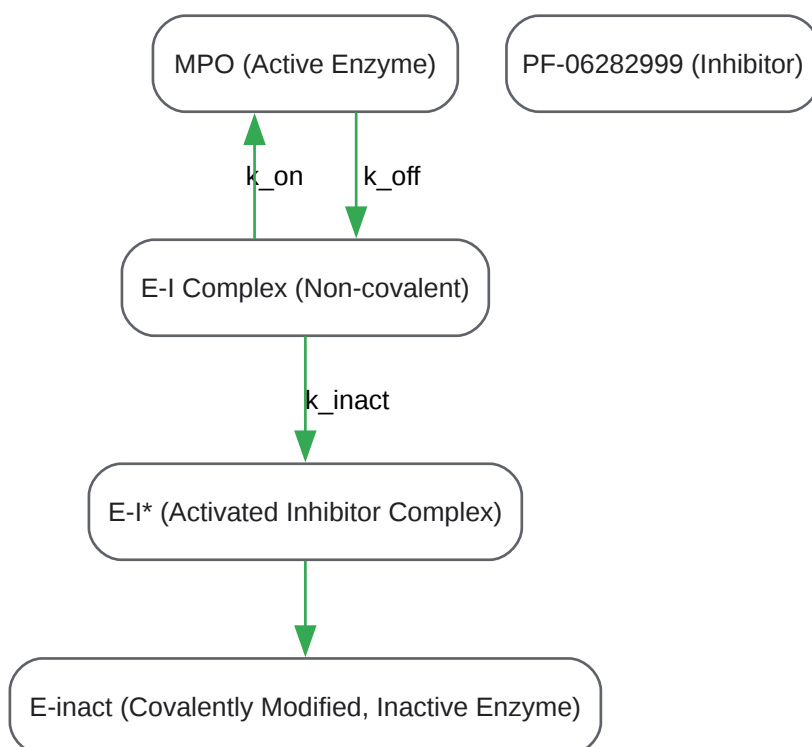 MPO (Active Enzyme)
PF-06282999 (Inhibitor)
k_on
k_off
E-I Complex (Non-covalent)
k_inact
E-I* (Activated Inhibitor Complex)
E-inact (Covalently Modified, Inactive Enzyme)